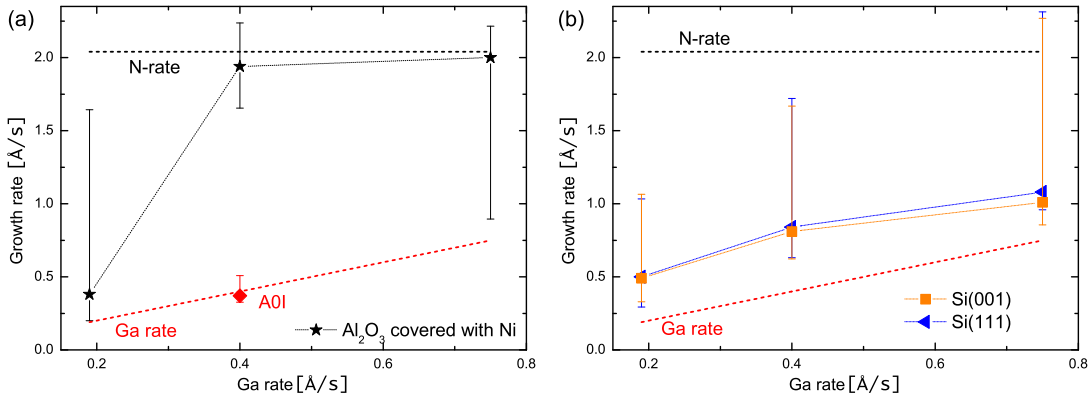 (a)
N-rate
A0I
Ga rate
Al2O3 covered with Ni
2.0
1.5
1.0
0.5
0.0
0.2
0.4
0.6
0.8
Growth rate [Å/s]
Ga rate [Å/s]
(b)
N-rate
Ga rate
Si(001)
Si(111)
2.0
1.5
1.0
0.5
0.0
0.2
0.4
0.6
0.8
Growth rate [Å/s]
Ga rate [Å/s]